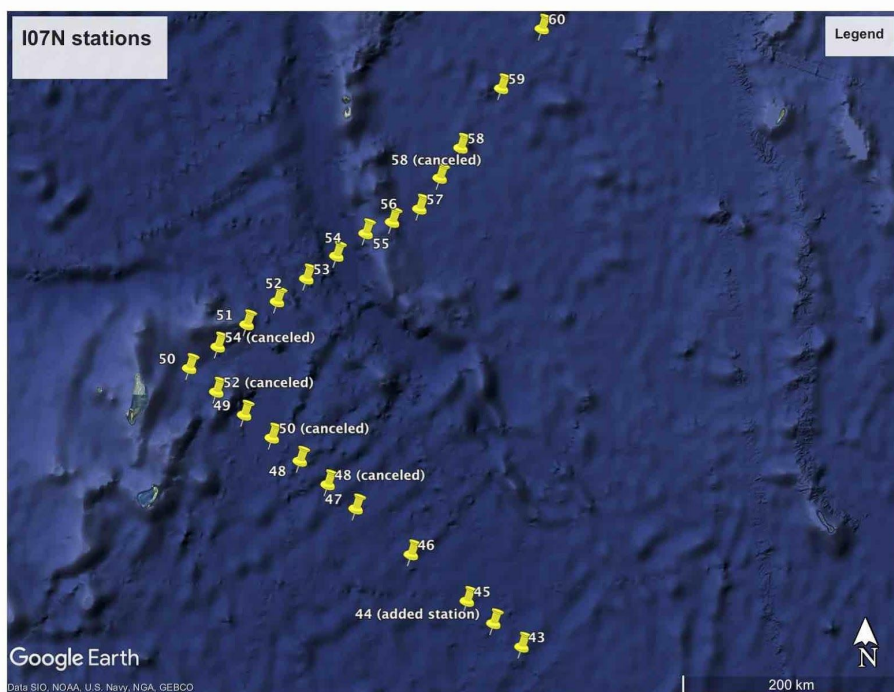 I07N stations
Legend
60
59
58
58 (canceled)
57
56
55
54
53
52
51
54 (canceled)
50
52 (canceled)
49
50 (canceled)
48
48 (canceled)
47
46
45
44 (added station)
43
N
Google Earth
200 km
Data SIO, NOAA, U.S. Navy, NGA, GEBCO